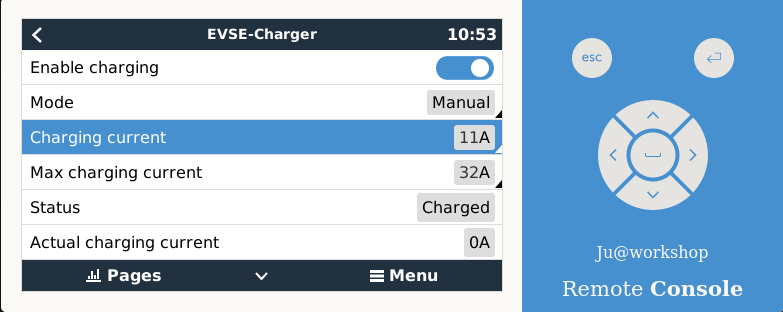 EVSE-Charger 10:53
Enable charging
Mode Manual
Charging current 11A
Max charging current 32A
Status Charged
Actual charging current 0A
Pages Menu
esc
Ju@workshop
Remote Console